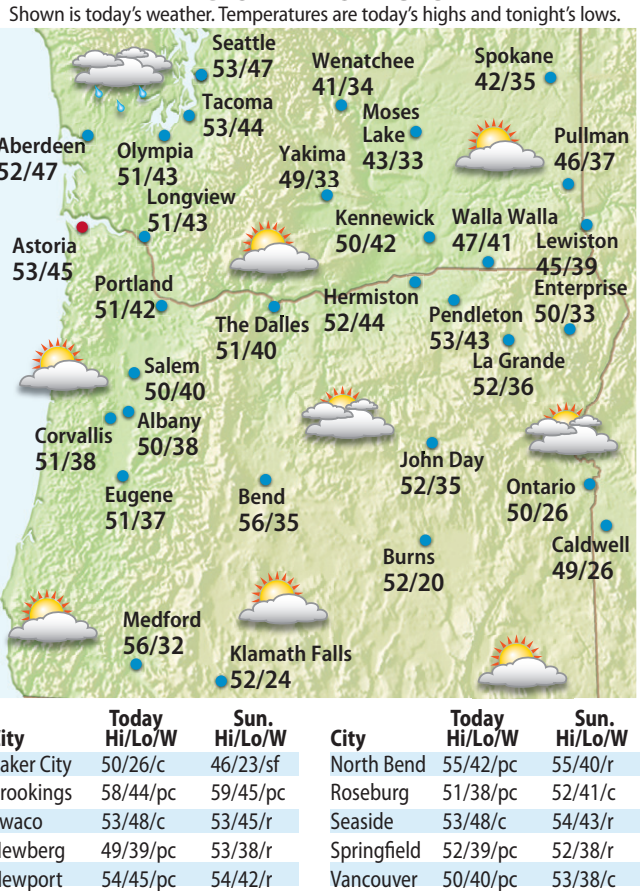 Shown is today's weather. Temperatures are today's highs and tonight's lows.
Seattle
53/47
Wenatchee
41/34
Spokane
42/35
Tacoma
53/44
Moses
Lake
43/33
Aberdeen
52/47
Olympia
51/43
Yakima
49/33
Pullman
46/37
Longview
51/43
Kennewick
50/42
Walla Walla
47/41
Lewiston
45/39
Astoria
53/45
Portland
51/42
The Dalles
51/40
Hermiston
52/44
Pendleton
53/43
Enterprise
50/33
La Grande
52/36
Salem
50/40
Albany
50/38
Corvallis
51/38
Eugene
51/37
Bend
56/35
John Day
52/35
Ontario
50/26
Caldwell
49/26
Burns
52/20
Medford
56/32
Klamath Falls
52/24
Today Sun.
City Hi/Lo/W Hi/Lo/W
aker City 50/26/c 46/23/sf
rookings 58/44/pc 59/45/pc
waco 53/48/c 53/45/r
Newberg 49/39/pc 53/38/r
Newport 54/45/pc 54/42/r
Today Sun.
City Hi/Lo/W Hi/Lo/W
North Bend 55/42/pc 55/40/r
Roseburg 51/38/pc 52/41/c
Seaside 53/48/c 54/43/r
Springfield 52/39/pc 52/38/r
Vancouver 50/40/pc 53/38/c